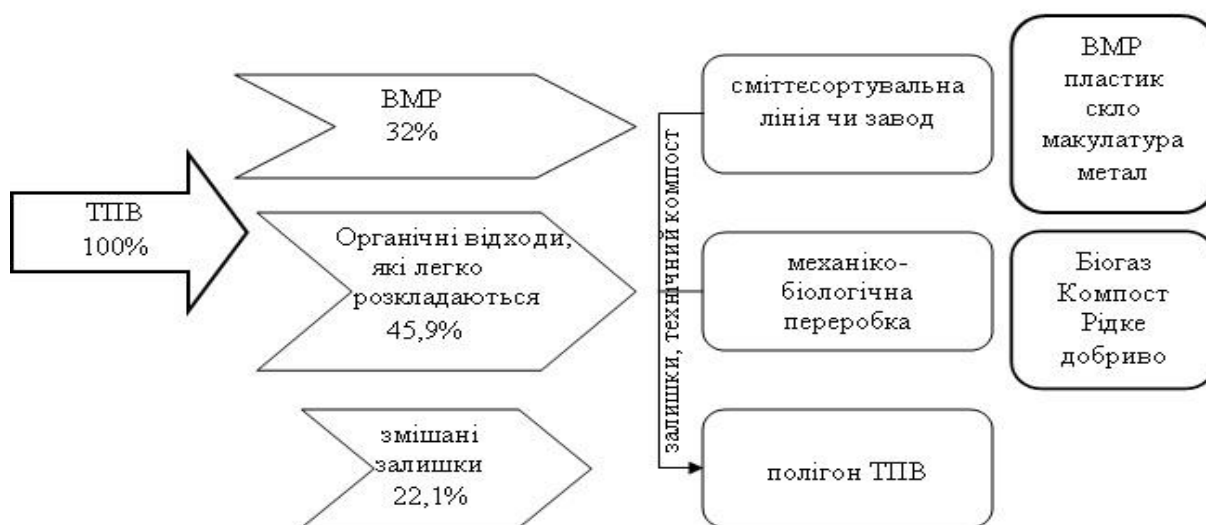 ТПВ
100%
ВМР
32%
Органічні відходи,
які легко
розкладаються
45,9%
змішані
залишки
22,1%
залишки, технічний компост
сміттєсортувальна
лінія чи завод
механіко-
біологічна
переробка
полігон ТПВ
ВМР
пластик
скло
макулатура
метал
Біогаз
Компост
Рідке
добриво